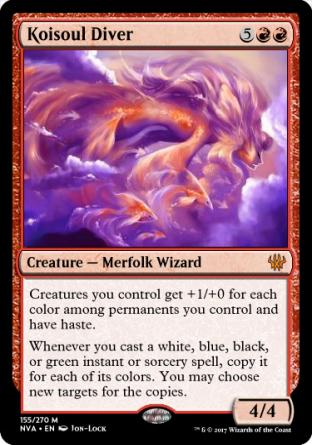 Koisoul Diver 5
Creature — Merfolk Wizard
Creatures you control get +1/+0 for each
color among permanents you control and
have haste.
Whenever you cast a white, blue, black,
or green instant or sorcery spell, copy it
for each of its colors. You may choose
new targets for the copies.
4/4
155/270 M
NVA • EN Jon-Lock
™ & © 2017 Wizards of the Coast